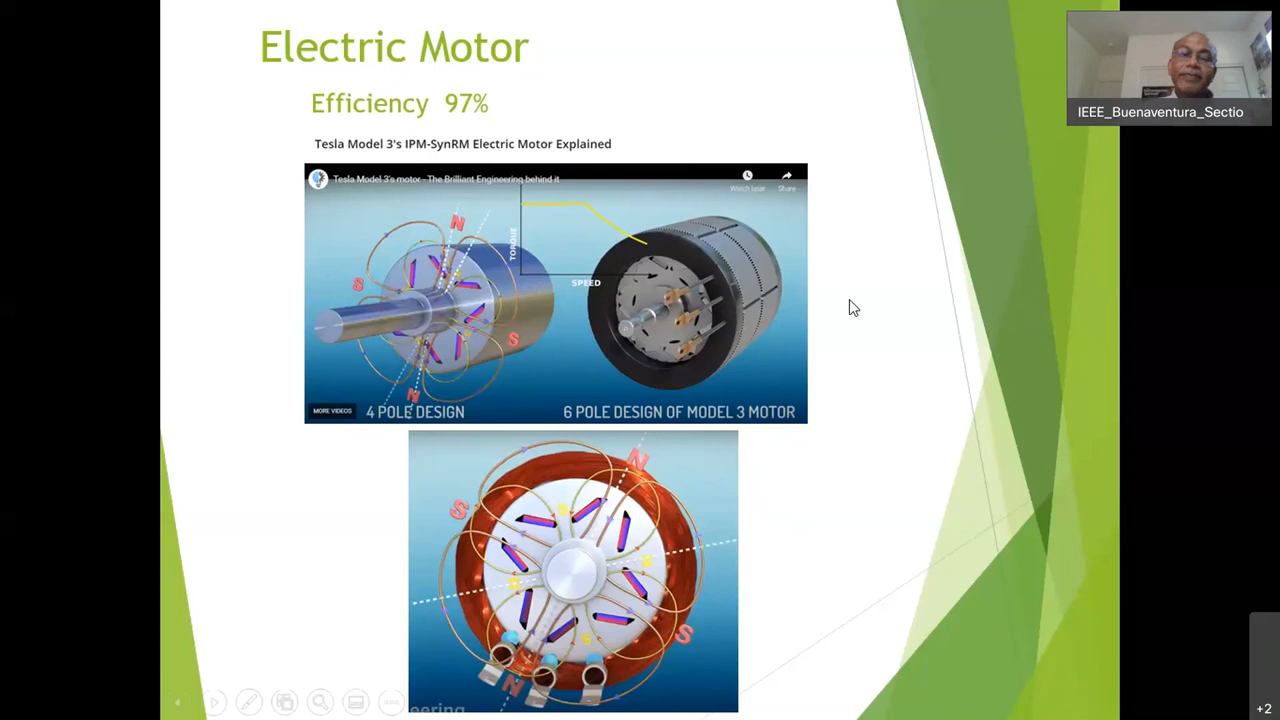 Electric Motor
Efficiency 97%
Tesla Model 3's IPM-SynRM Electric Motor Explained
Tesla Model 3's motor - The Brilliant Engineering behind it
Watch later
Share
N
TORQUE
S
SPEED
S
N
MORE VIDEOS
4 POLE DESIGN
6 POLE DESIGN OF MODEL 3 MOTOR
N
S
S
N
eering
IEEE_Buenaventura_Sectio
+2